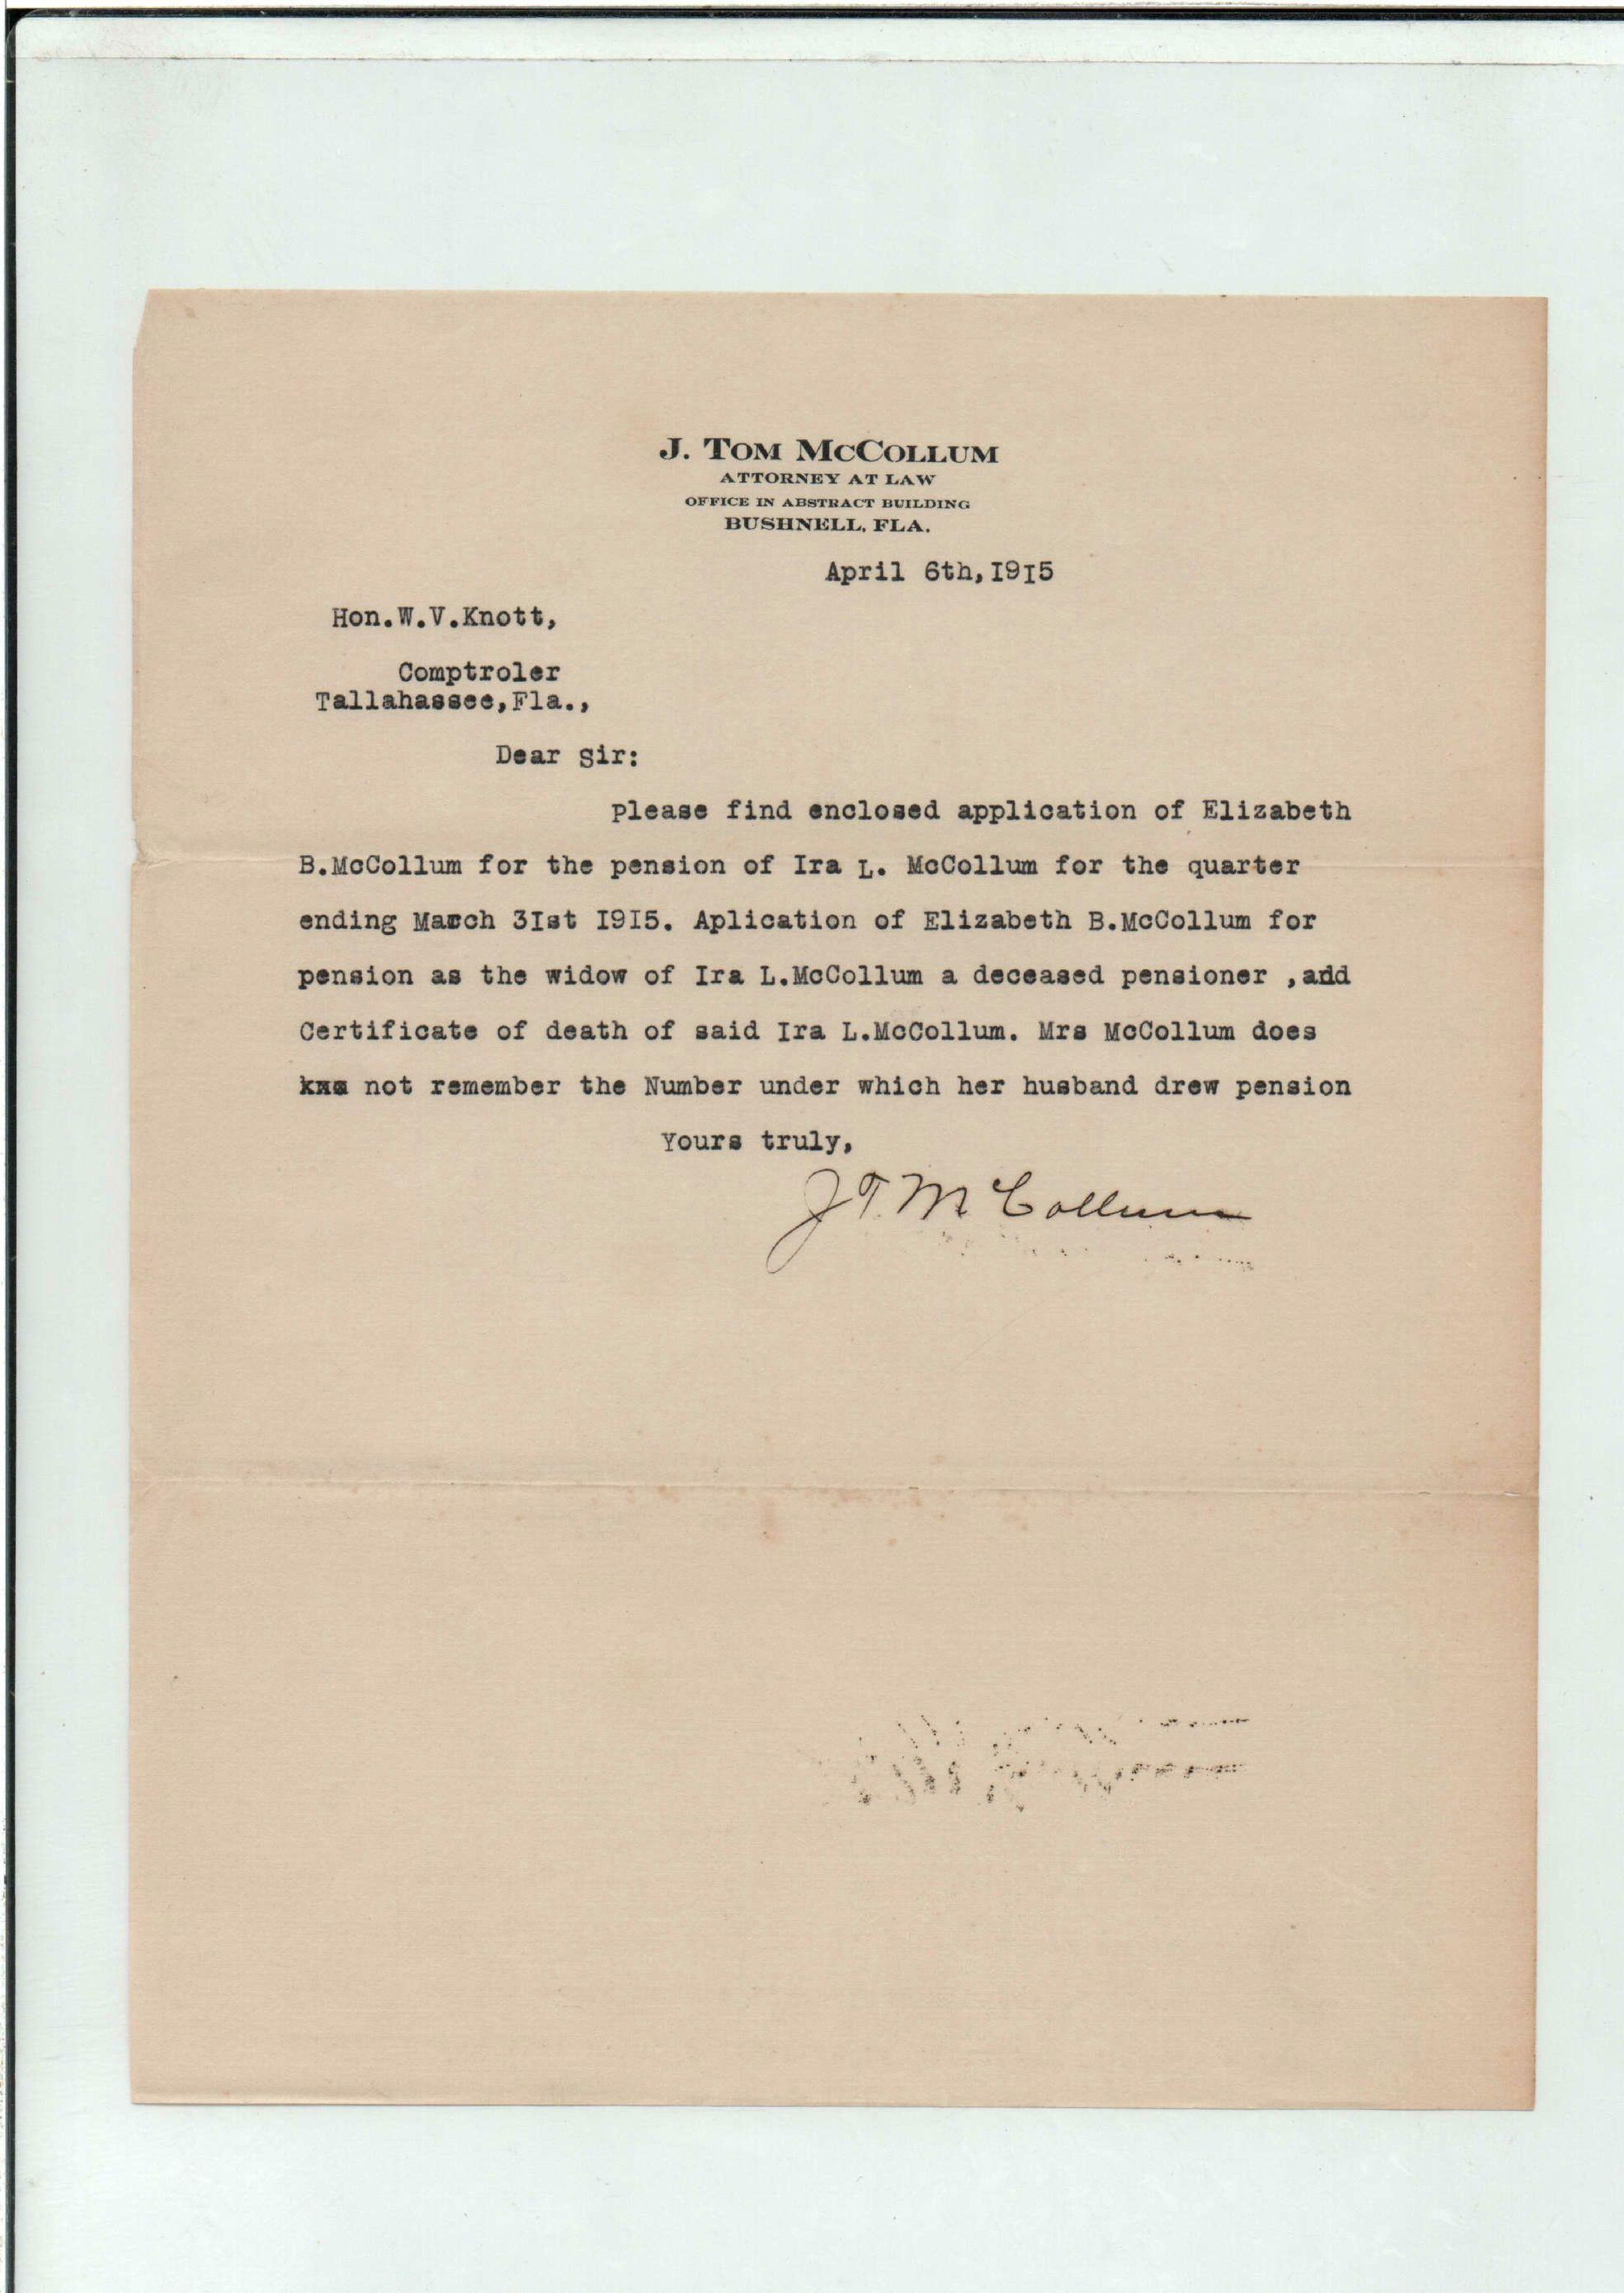 J. TOM MCCOLLUM
ATTORNEY AT LAW
OFFICE IN ABSTRACT BUILDING
BUSHNELL, FLA.
April 6th,I9I5
Hon.W.V.Knott,
Comptroler
Tallahassee,Fla.,
Dear Sir:
Please find enclosed application of Elizabeth
B.McCollum for the pension of Ira L. McCollum for the quarter
ending March 3Ist I9I5. Aplication of Elizabeth B.McCollum for
pension as the widow of Ira L.McCollum a deceased pensioner ,and
Certificate of death of said Ira L.McCollum. Mrs McCollum does
not remember the Number under which her husband drew pension
Yours truly,
J T. McCollum